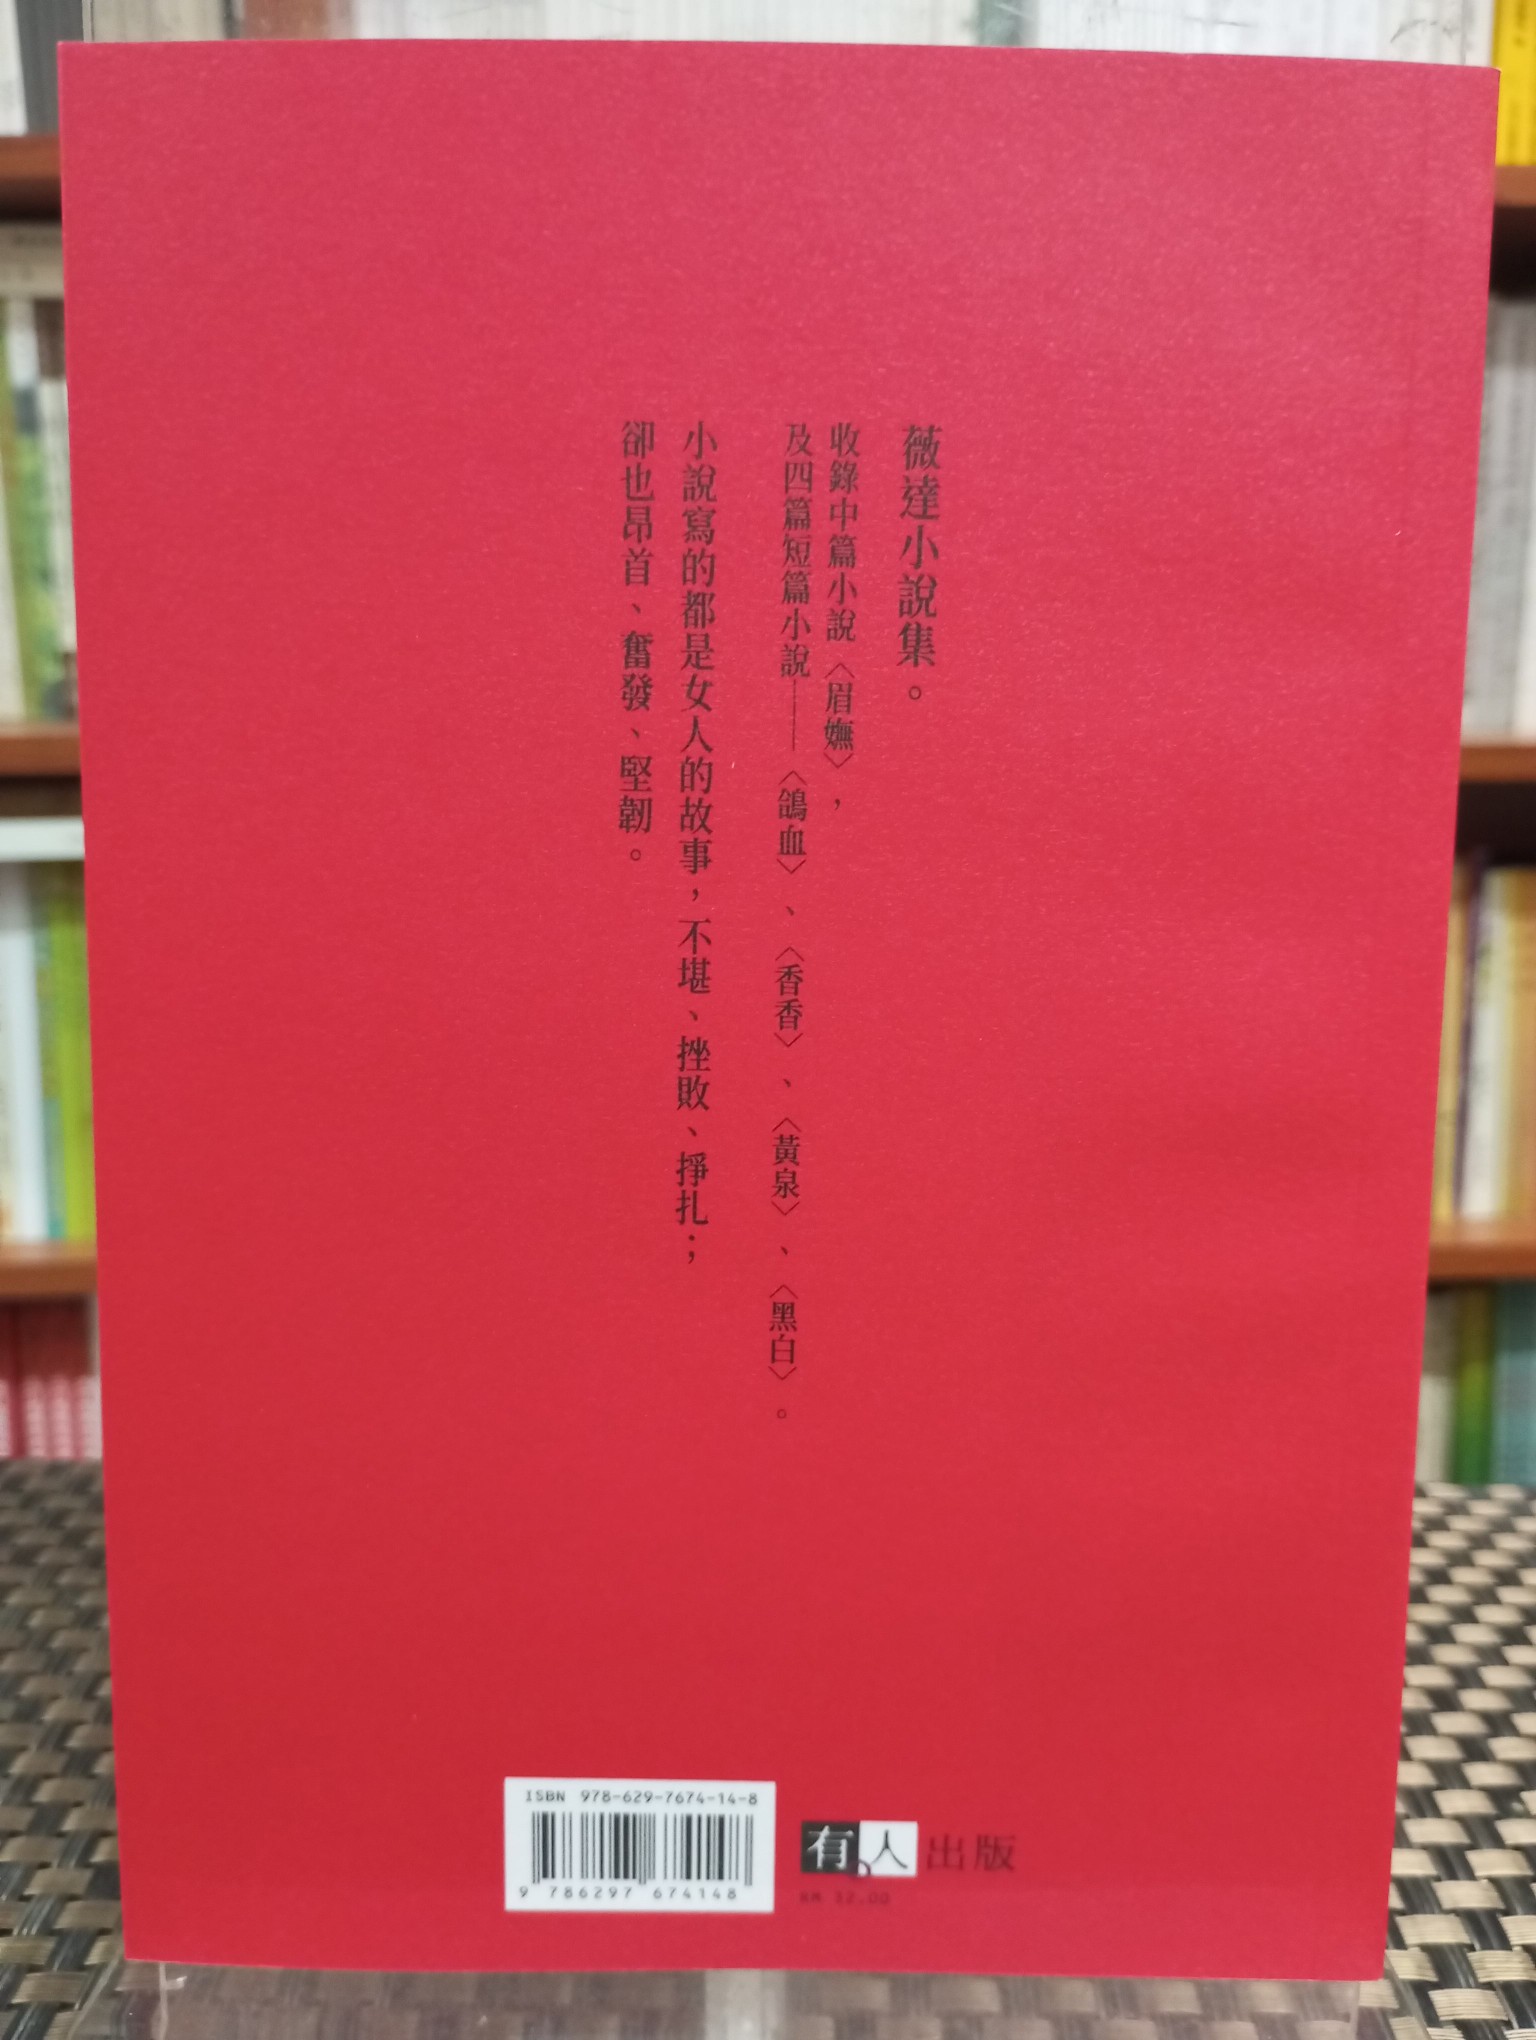 薇達小說集。
收錄中篇小說〈眉嫵〉，
及四篇短篇小說——〈鴿血〉、〈香香〉、〈黃泉〉、〈黑白〉。
小說寫的都是女人的故事，不堪、挫敗、掙扎；
卻也昂首、奮發、堅韌。
ISBN 978-629-7674-14-8
9 786297 674148
有人出版
RM 32.00